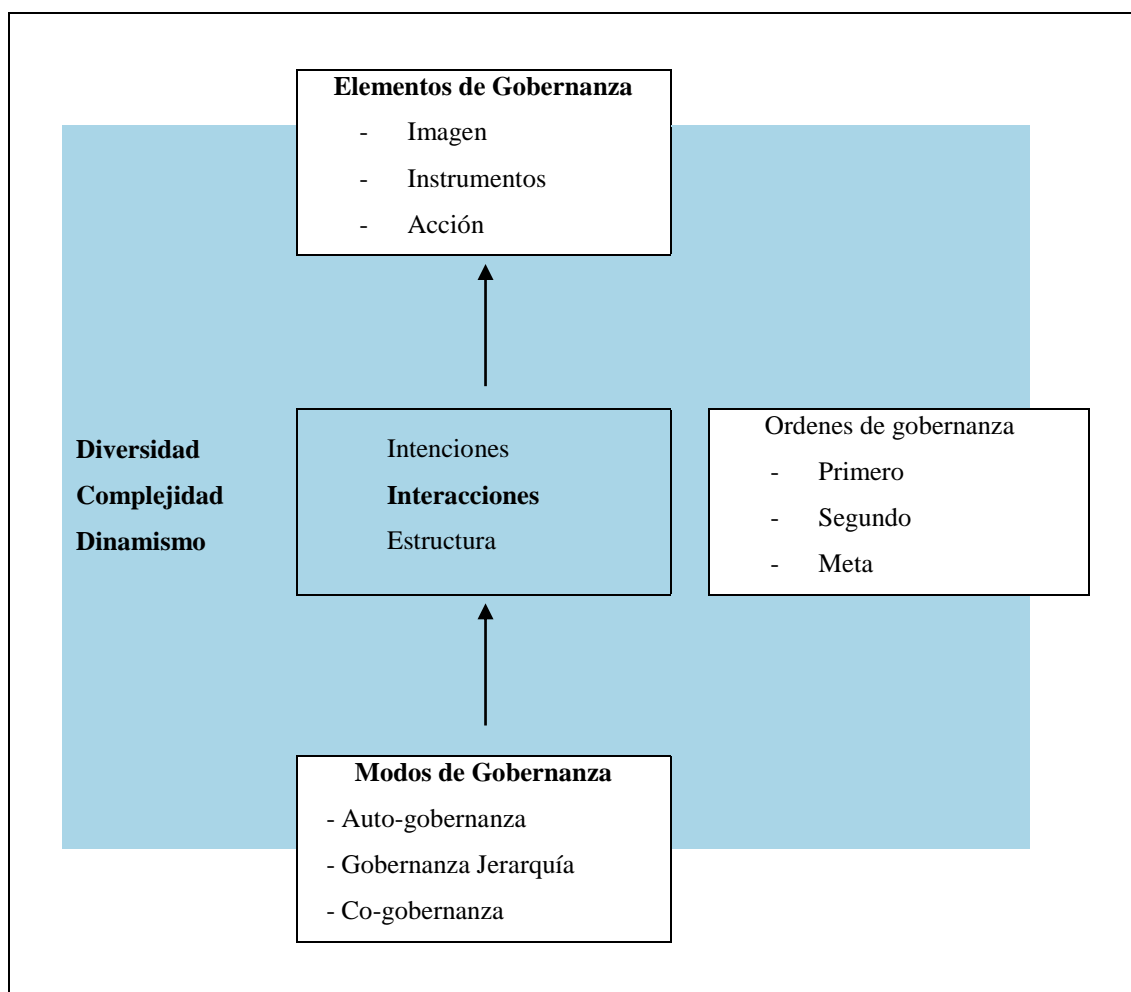 Elementos de Gobernanza
- Imagen
- Instrumentos
- Acción
Diversidad
Complejidad
Dinamismo
Intenciones
Interacciones
Estructura
Ordenes de gobernanza
- Primero
- Segundo
- Meta
Modos de Gobernanza
- Auto-gobernanza
- Gobernanza Jerarquía
- Co-gobernanza